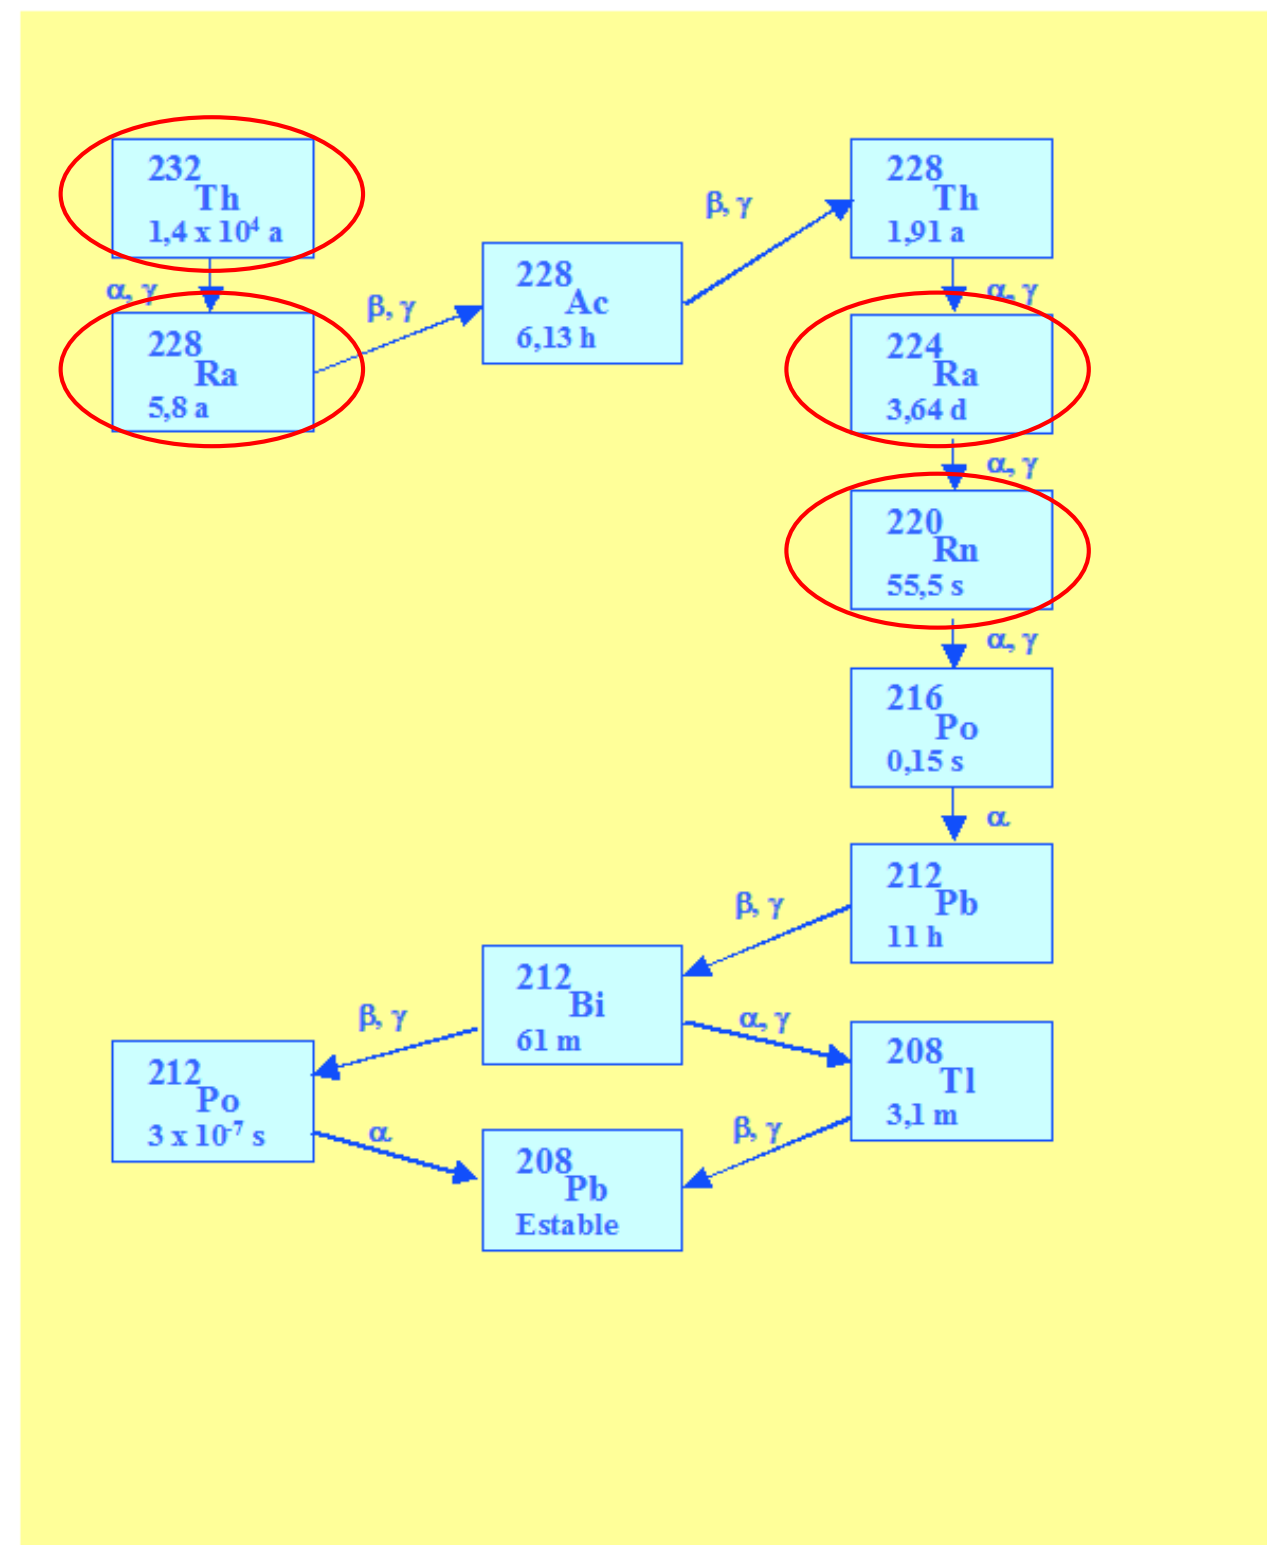 232
Th
1,4 x 10⁴ a
α, γ
228
Ra
5,8 a
β, γ
228
Ac
6,13 h
β, γ
228
Th
1,91 a
α, γ
224
Ra
3,64 d
α, γ
220
Rn
55,5 s
α, γ
216
Po
0,15 s
α
212
Pb
11 h
β, γ
212
Bi
61 m
β, γ
α, γ
212
Po
3 x 10⁻⁷ s
α
208
Tl
3,1 m
β, γ
208
Pb
Estable